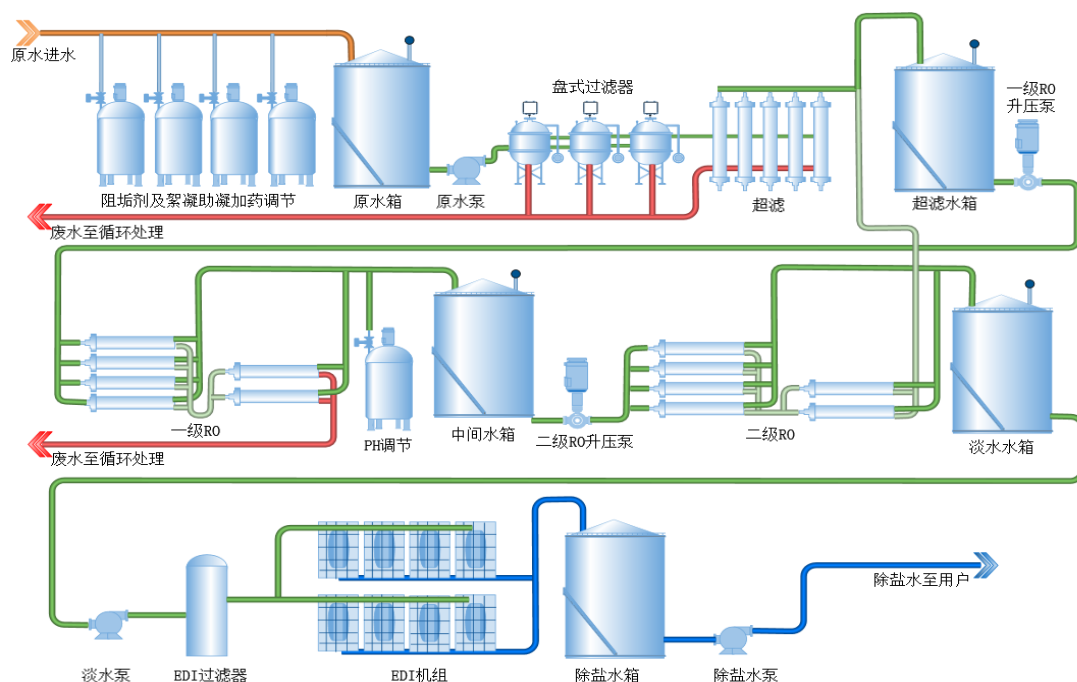 原水进水
盘式过滤器
一级RO
升压泵
阻垢剂及絮凝助凝加药调节
原水箱
原水泵
超滤
超滤水箱
废水至循环处理
一级RO
PH调节
中间水箱
二级RO升压泵
二级RO
淡水水箱
废水至循环处理
除盐水至用户
淡水泵
EDI过滤器
EDI机组
除盐水箱
除盐水泵